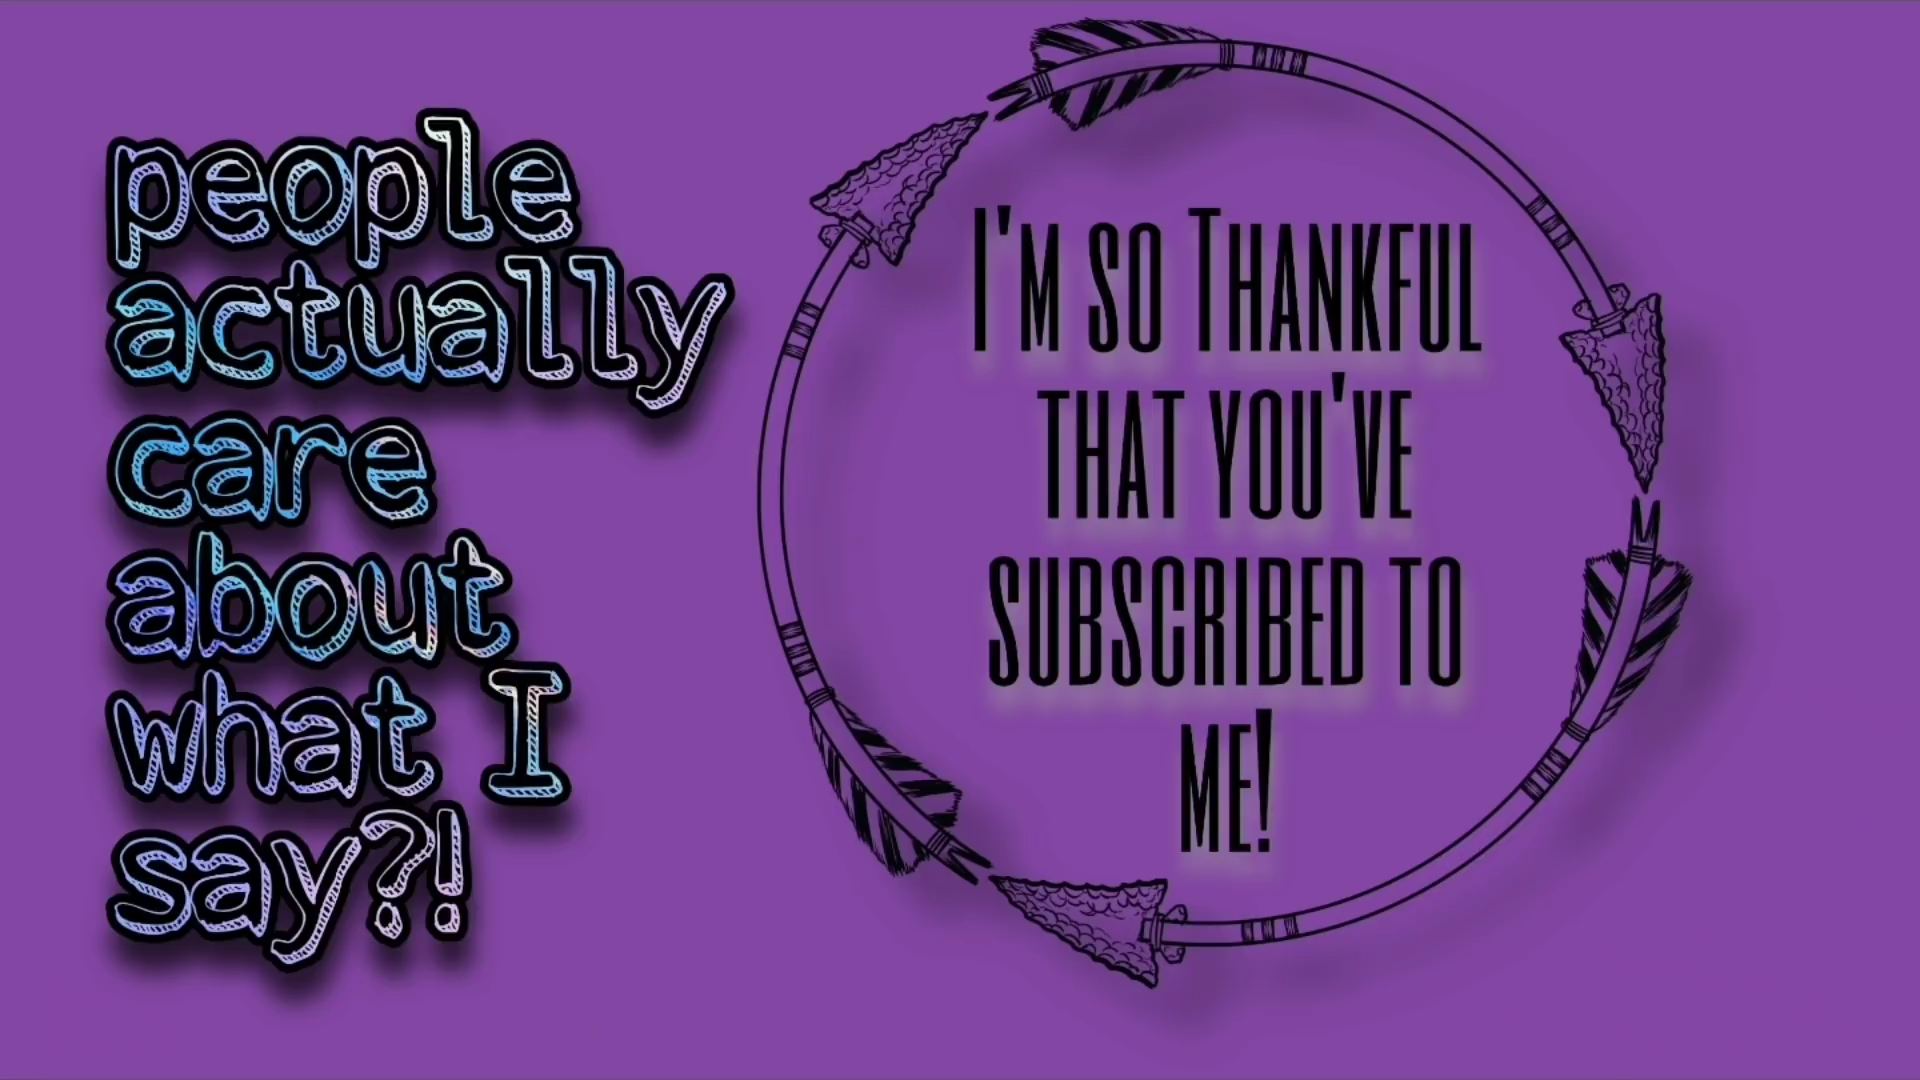 people
actually
care
about
what I
say?!
I'm so Thankful
that you've
subscribed to
me!